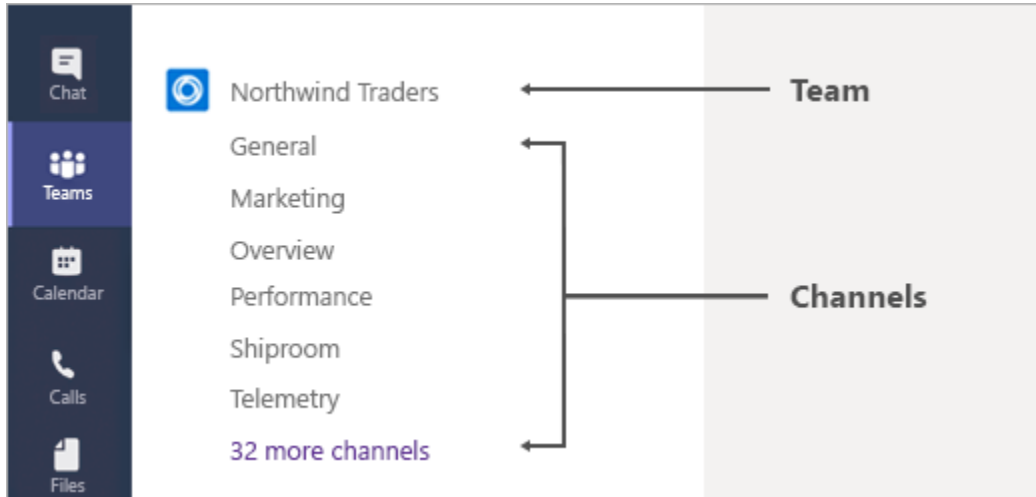 Chat
Teams
Calendar
Calls
Files
Northwind Traders
General
Marketing
Overview
Performance
Shiproom
Telemetry
32 more channels
Team
Channels